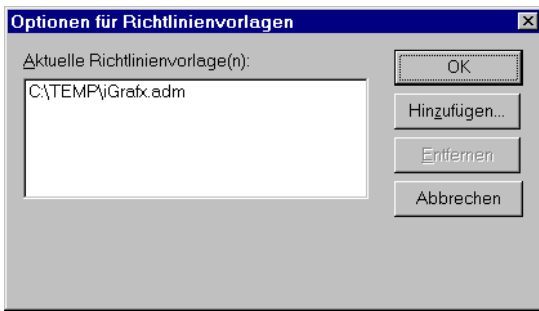 Optionen für Richtlinienvorlagen
Aktuelle Richtlinienvorlage(n):
C:\TEMP\iGrafx.adm
OK
Hinzufügen...
Entfernen
Abbrechen